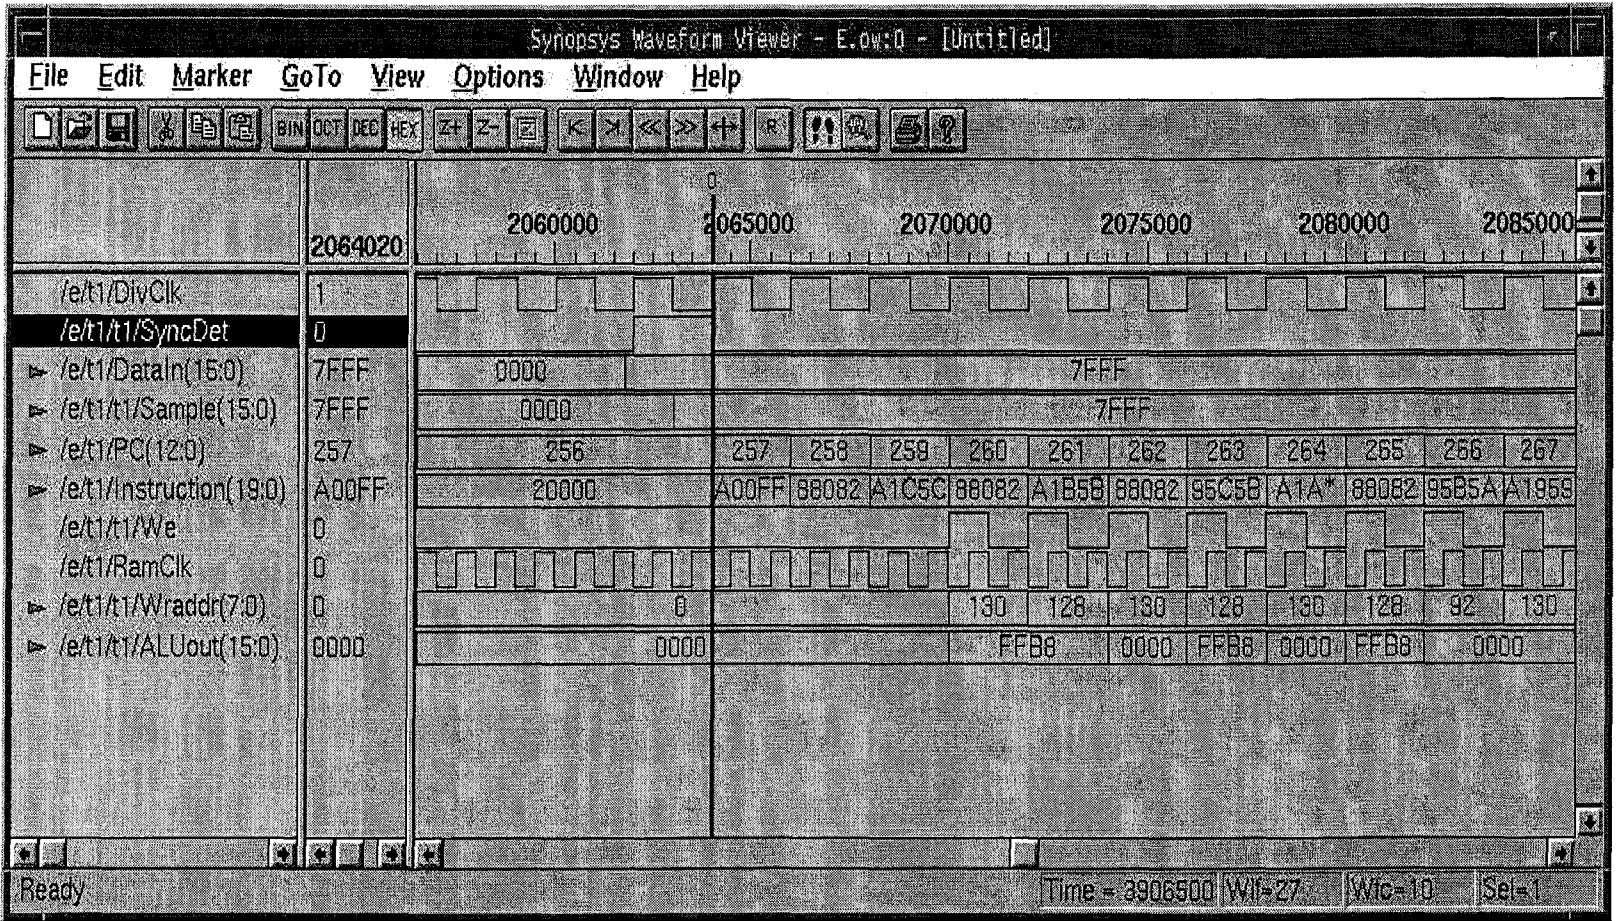 Synopsys Waveform Viewer - E.ow:0 - [Untitled]
File Edit Marker GoTo View Options Window Help
BIN OCT DEC HEX Z+ Z- Z R
0
2064020 2060000 2065000 2070000 2075000 2080000 2085000
/e/t1/DivClk 1
/e/t1/t1/SyncDet 0
/e/t1/DataIn(15:0) 7FFF 0000 7FFF
/e/t1/t1/Sample(15:0) 7FFF 0000 7FFF
/e/t1/PC(12:0) 257 256 257 258 259 260 261 262 263 264 265 266 267
/e/t1/Instruction(19:0) A00FF 20000 A00FF 88082 A1C5C 88082 A1B5B 88082 95C5B A1A* 88082 95B5A A1959
/e/t1/t1/We 0
/e/t1/RamClk 0
/e/t1/t1/Wraddr(7:0) 0 0 130 128 130 128 130 128 92 130
/e/t1/t1/ALUout(15:0) 0000 0000 FFB8 0000 FFB8 0000 FFB8 0000
Ready Time = 3906500 Wif=27 Wfc=10 Sel=1